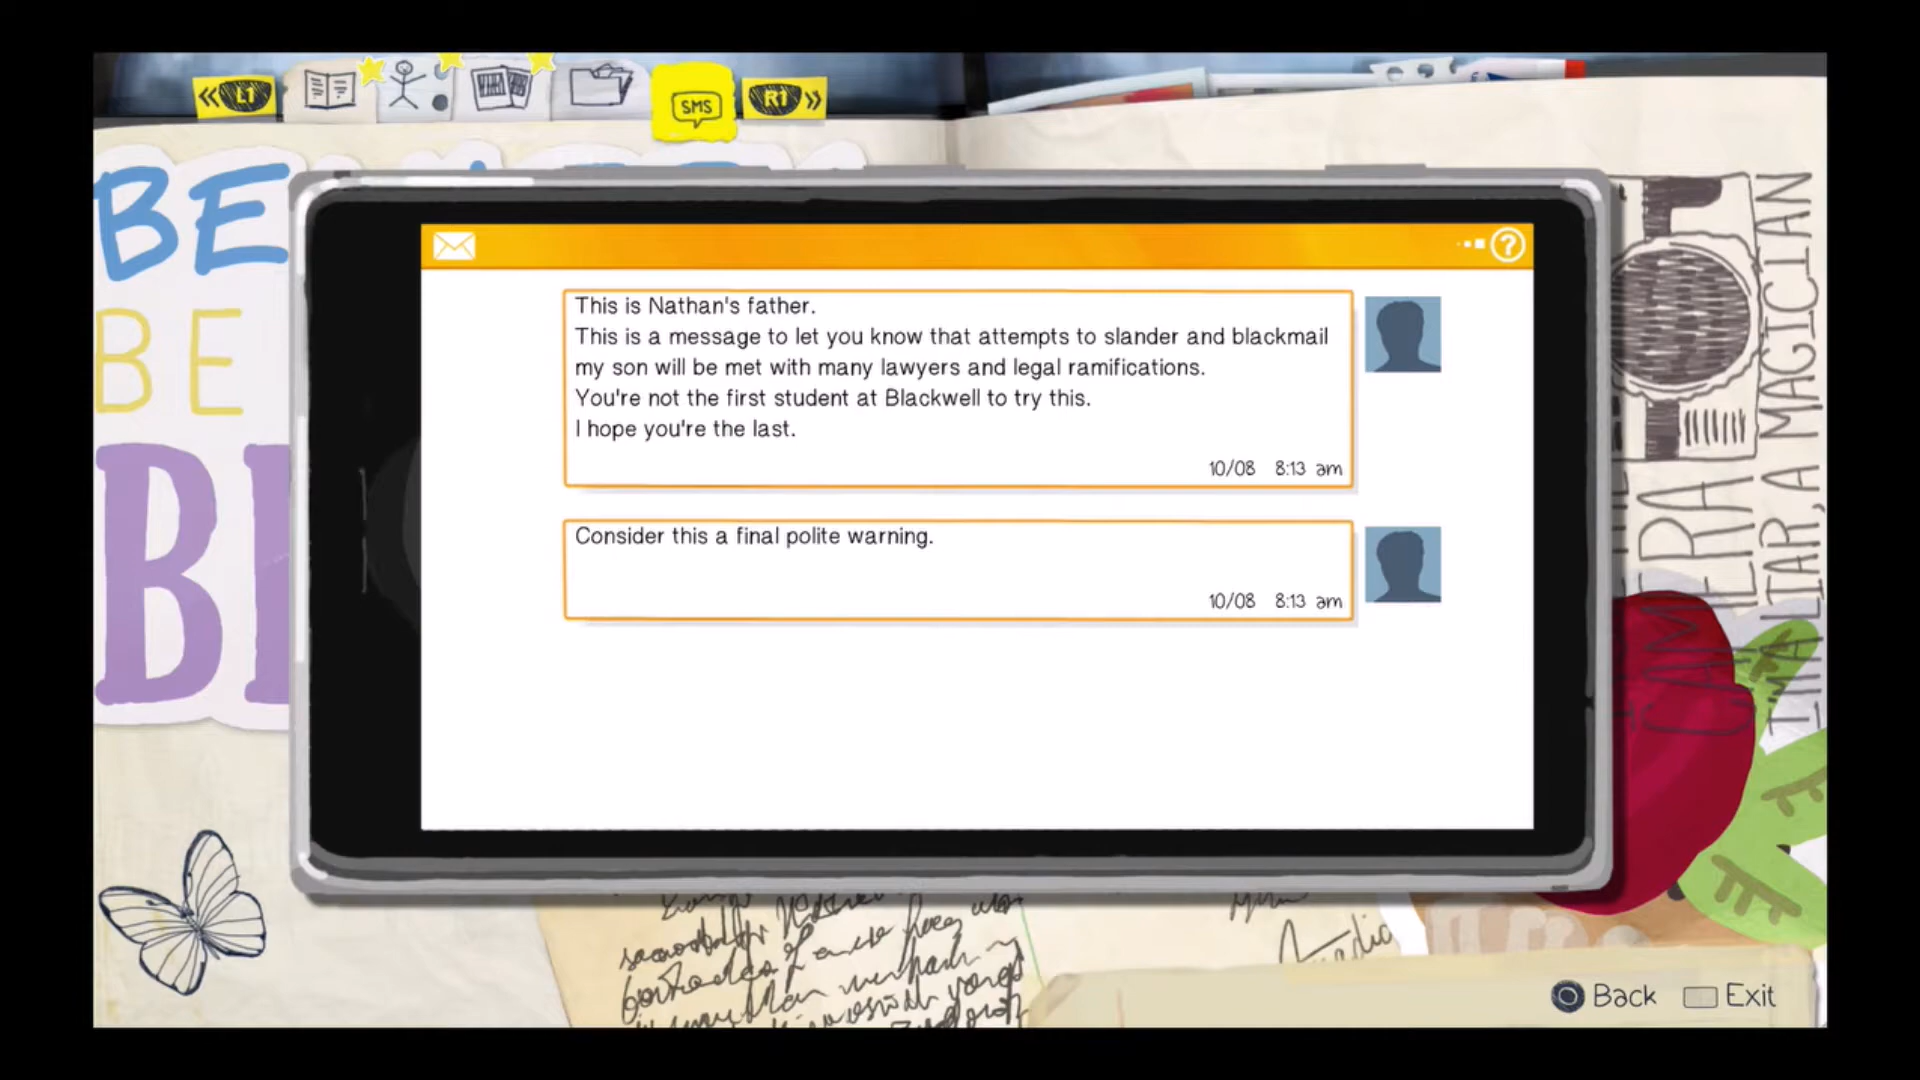 L1
SMS
R1
BE
BE
This is Nathan's father.
This is a message to let you know that attempts to slander and blackmail
my son will be met with many lawyers and legal ramifications.
You're not the first student at Blackwell to try this.
I hope you're the last.
10/08 8:13 am
Consider this a final polite warning.
10/08 8:13 am
CAMERA
LIAR, A MAGICIAN
Back
Exit